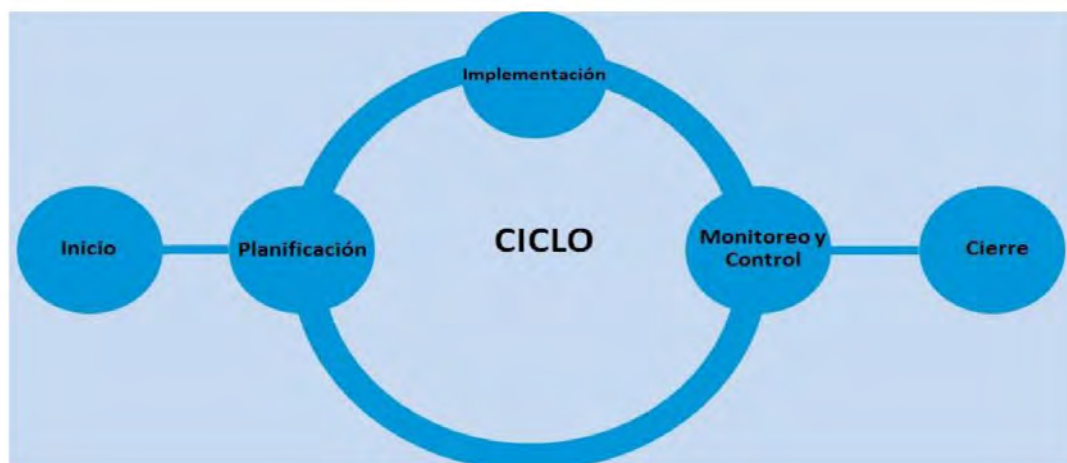 Implementación
Inicio
Planificación
CICLO
Monitoreo y
Control
Cierre